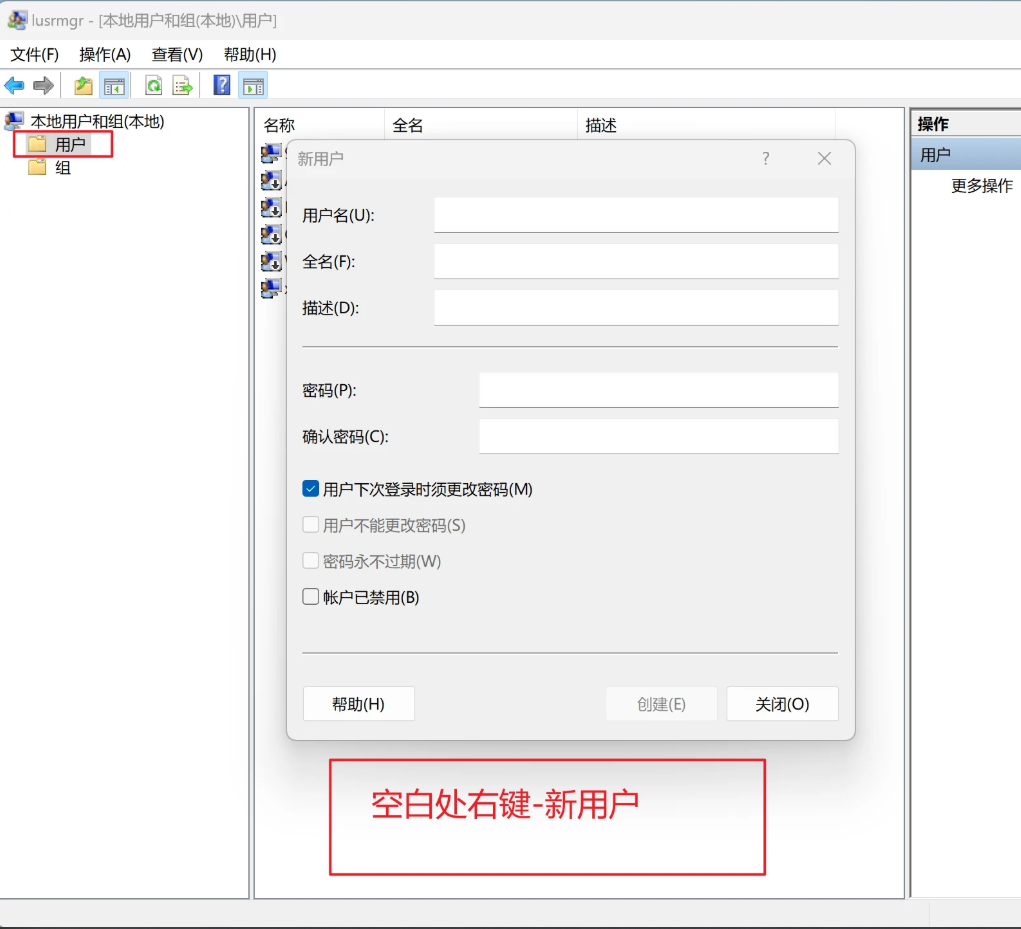 lusrmgr - [本地用户和组(本地)\用户]
文件(F) 操作(A) 查看(V) 帮助(H)
本地用户和组(本地)
用户
组
名称 全名 描述
操作
用户
更多操作
新用户 ?
用户名(U):
全名(F):
描述(D):
密码(P):
确认密码(C):
用户下次登录时须更改密码(M)
用户不能更改密码(S)
密码永不过期(W)
帐户已禁用(B)
帮助(H) 创建(E) 关闭(O)
空白处右键-新用户